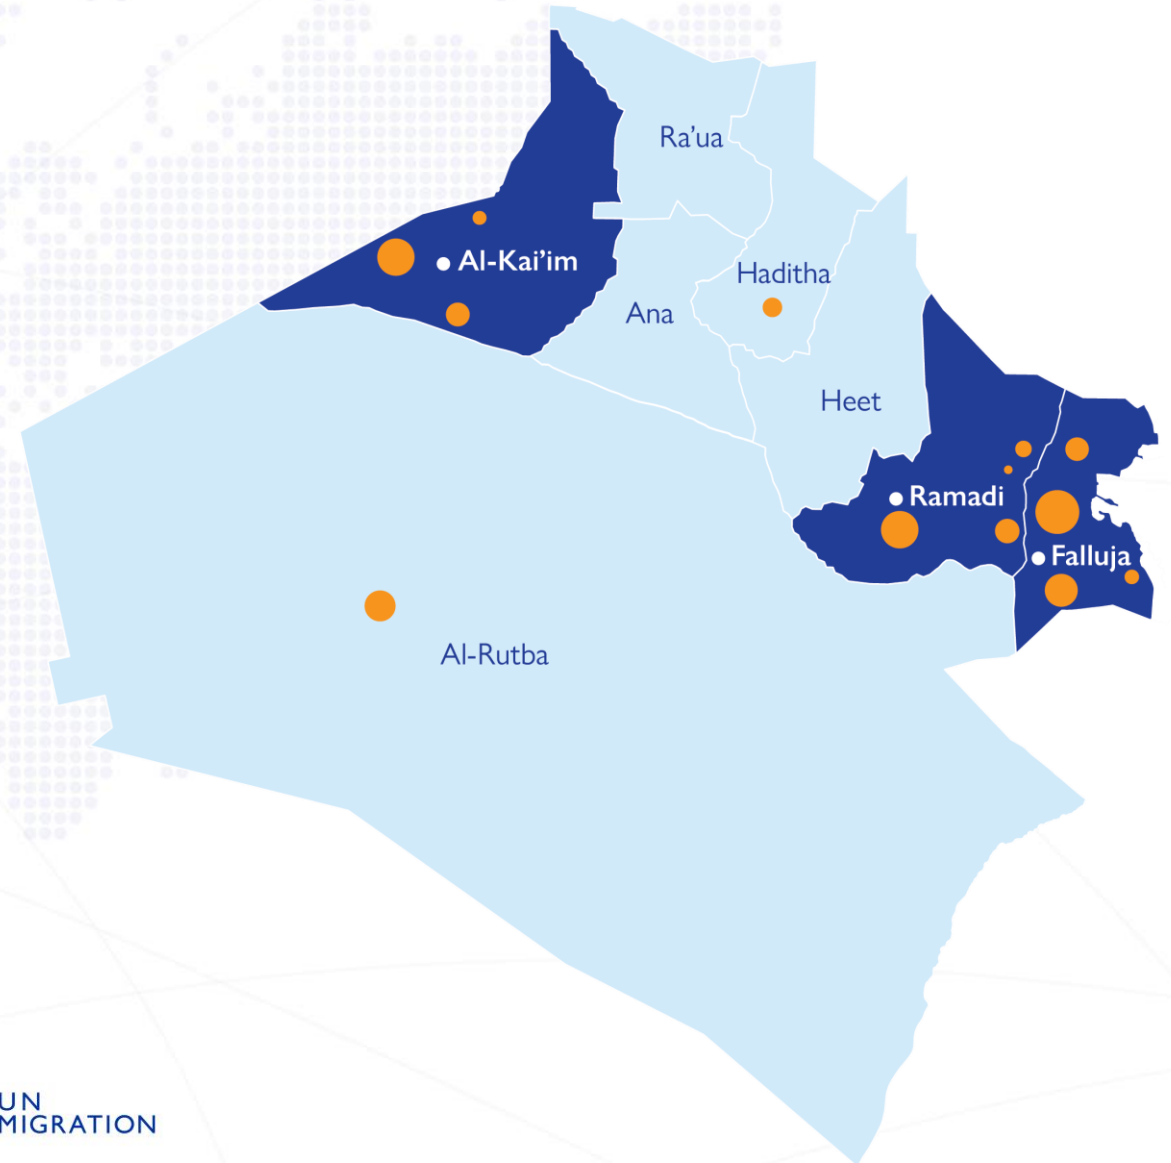 Ra'ua
Al-Kai'im
Haditha
Ana
Heet
Ramadi
Falluja
Al-Rutba
UN
MIGRATION